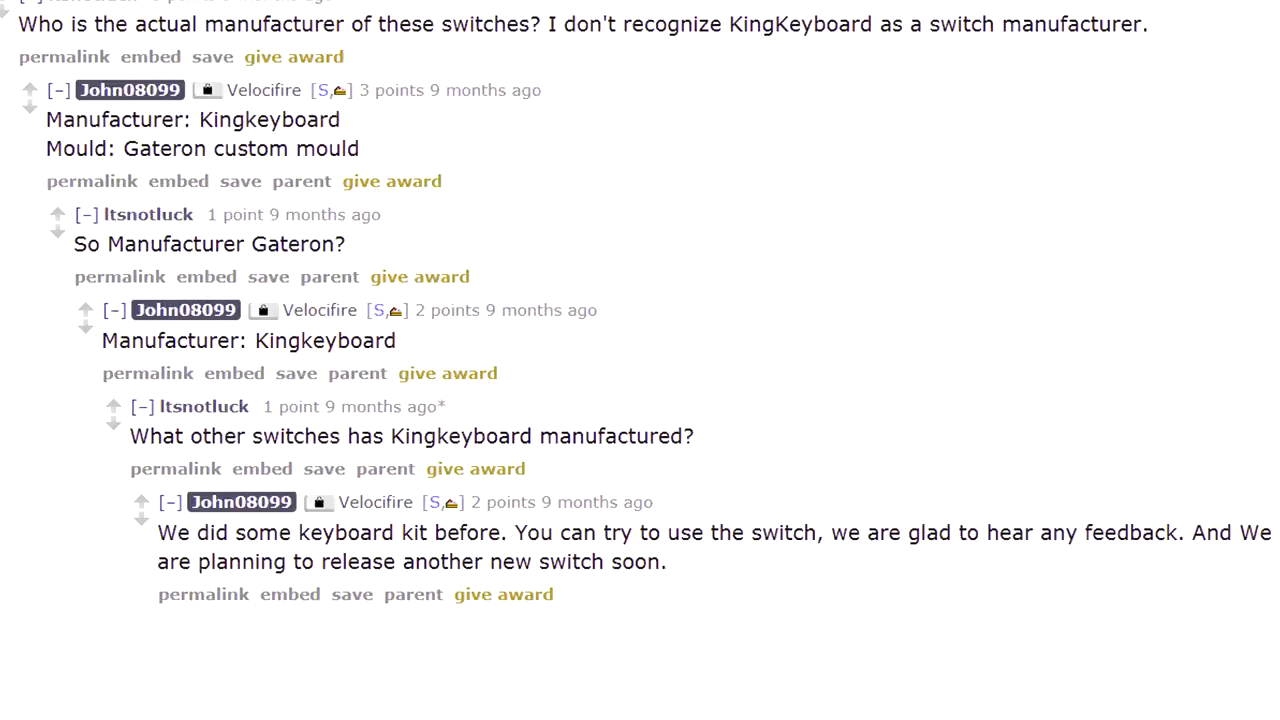 Who is the actual manufacturer of these switches? I don't recognize KingKeyboard as a switch manufacturer.
permalink embed save give award
[–] John08099 Velocifire [S, ] 3 points 9 months ago
Manufacturer: Kingkeyboard
Mould: Gateron custom mould
permalink embed save parent give award
[–] ltsnotluck 1 point 9 months ago
So Manufacturer Gateron?
permalink embed save parent give award
[–] John08099 Velocifire [S, ] 2 points 9 months ago
Manufacturer: Kingkeyboard
permalink embed save parent give award
[–] ltsnotluck 1 point 9 months ago*
What other switches has Kingkeyboard manufactured?
permalink embed save parent give award
[–] John08099 Velocifire [S, ] 2 points 9 months ago
We did some keyboard kit before. You can try to use the switch, we are glad to hear any feedback. And We
are planning to release another new switch soon.
permalink embed save parent give award